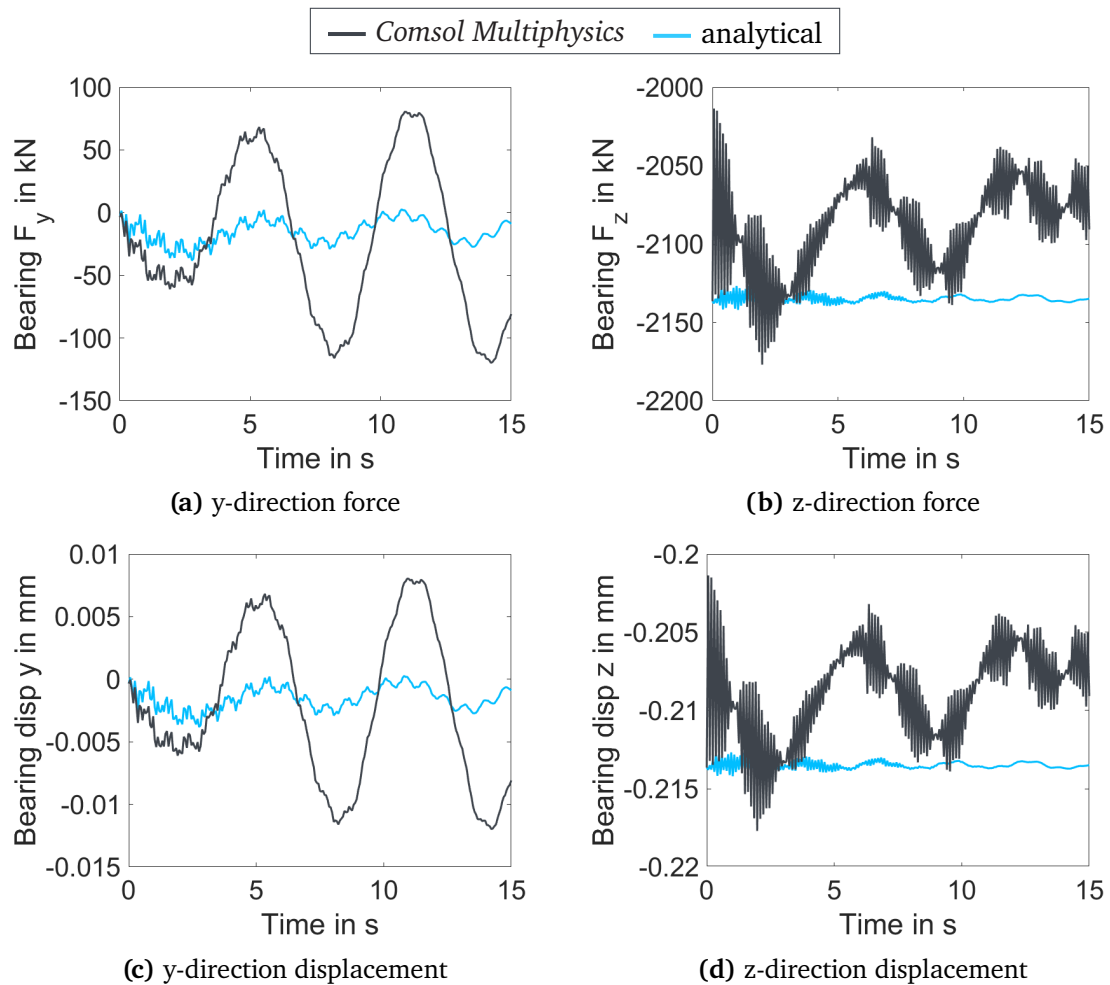 Comsol Multiphysics analytical
100
50
0
-50
-100
-150
0 5 10 15
Bearing F_y in kN
Time in s
(a) y-direction force
-2000
-2050
-2100
-2150
-2200
0 5 10 15
Bearing F_z in kN
Time in s
(b) z-direction force
0.01
0.005
0
-0.005
-0.01
-0.015
0 5 10 15
Bearing disp y in mm
Time in s
(c) y-direction displacement
-0.2
-0.205
-0.21
-0.215
-0.22
0 5 10 15
Bearing disp z in mm
Time in s
(d) z-direction displacement